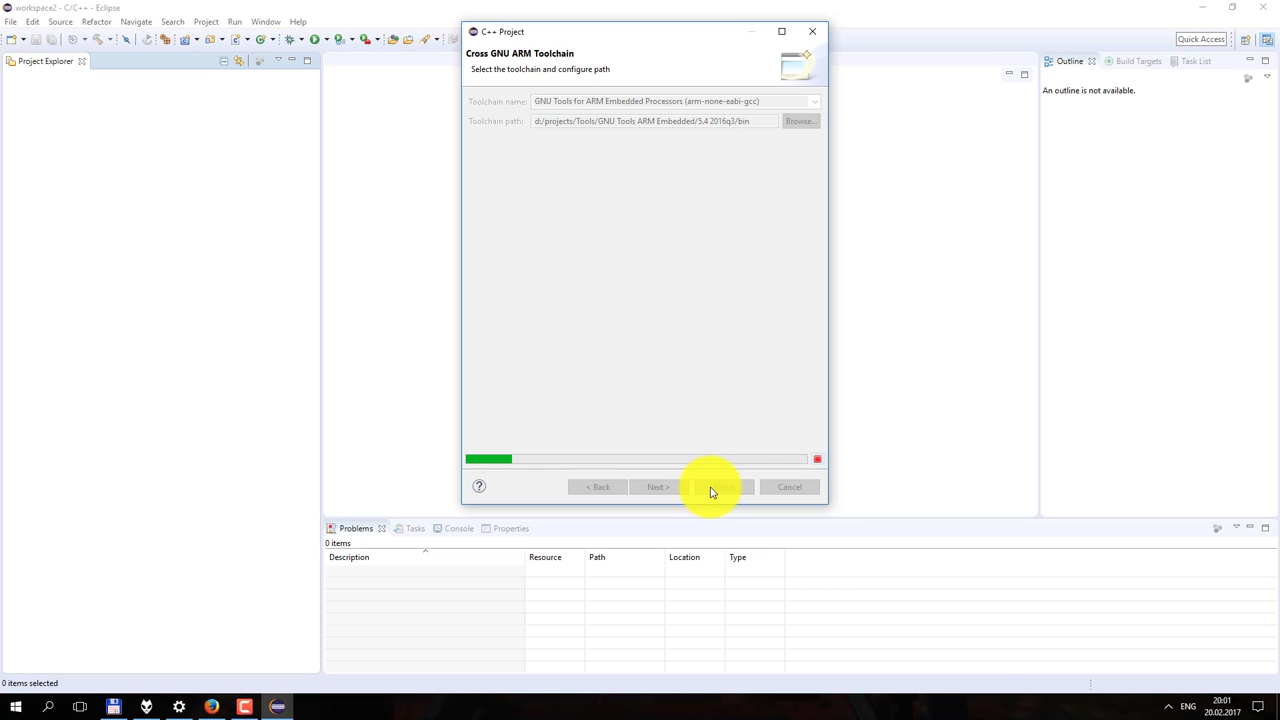 workspace2 - C/C++ - Eclipse
File Edit Source Refactor Navigate Search Project Run Window Help
Quick Access
Project Explorer
C++ Project
Cross GNU ARM Toolchain
Select the toolchain and configure path
Toolchain name: GNU Tools for ARM Embedded Processors (arm-none-eabi-gcc)
Toolchain path: d:/projects/Tools/GNU Tools ARM Embedded/5.4 2016q3/bin Browse...
< Back Next > Cancel
Outline Build Targets Task List
An outline is not available.
Problems Tasks Console Properties
0 items
Description Resource Path Location Type
0 items selected
ENG
20:01
20.02.2017